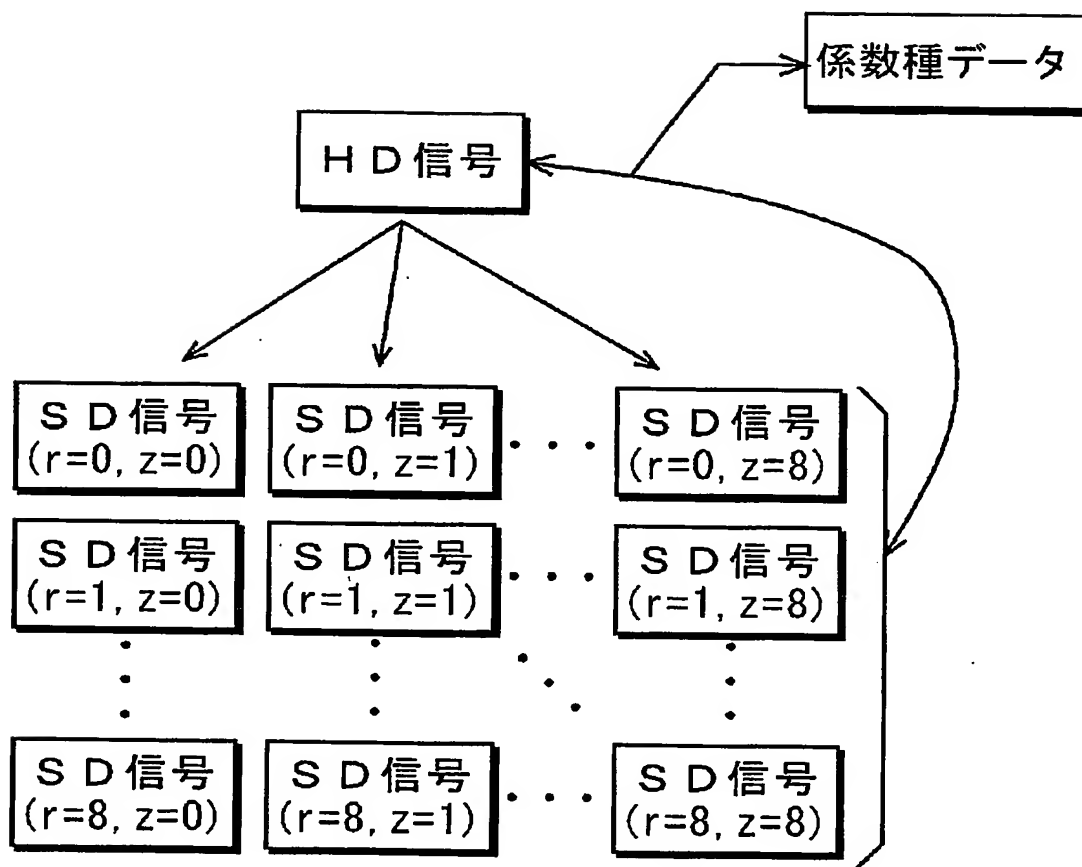 係数種データ
HD信号
SD信号
(r=0, z=0)
SD信号
(r=0, z=1)
SD信号
(r=0, z=8)
SD信号
(r=1, z=0)
SD信号
(r=1, z=1)
SD信号
(r=1, z=8)
SD信号
(r=8, z=0)
SD信号
(r=8, z=1)
SD信号
(r=8, z=8)